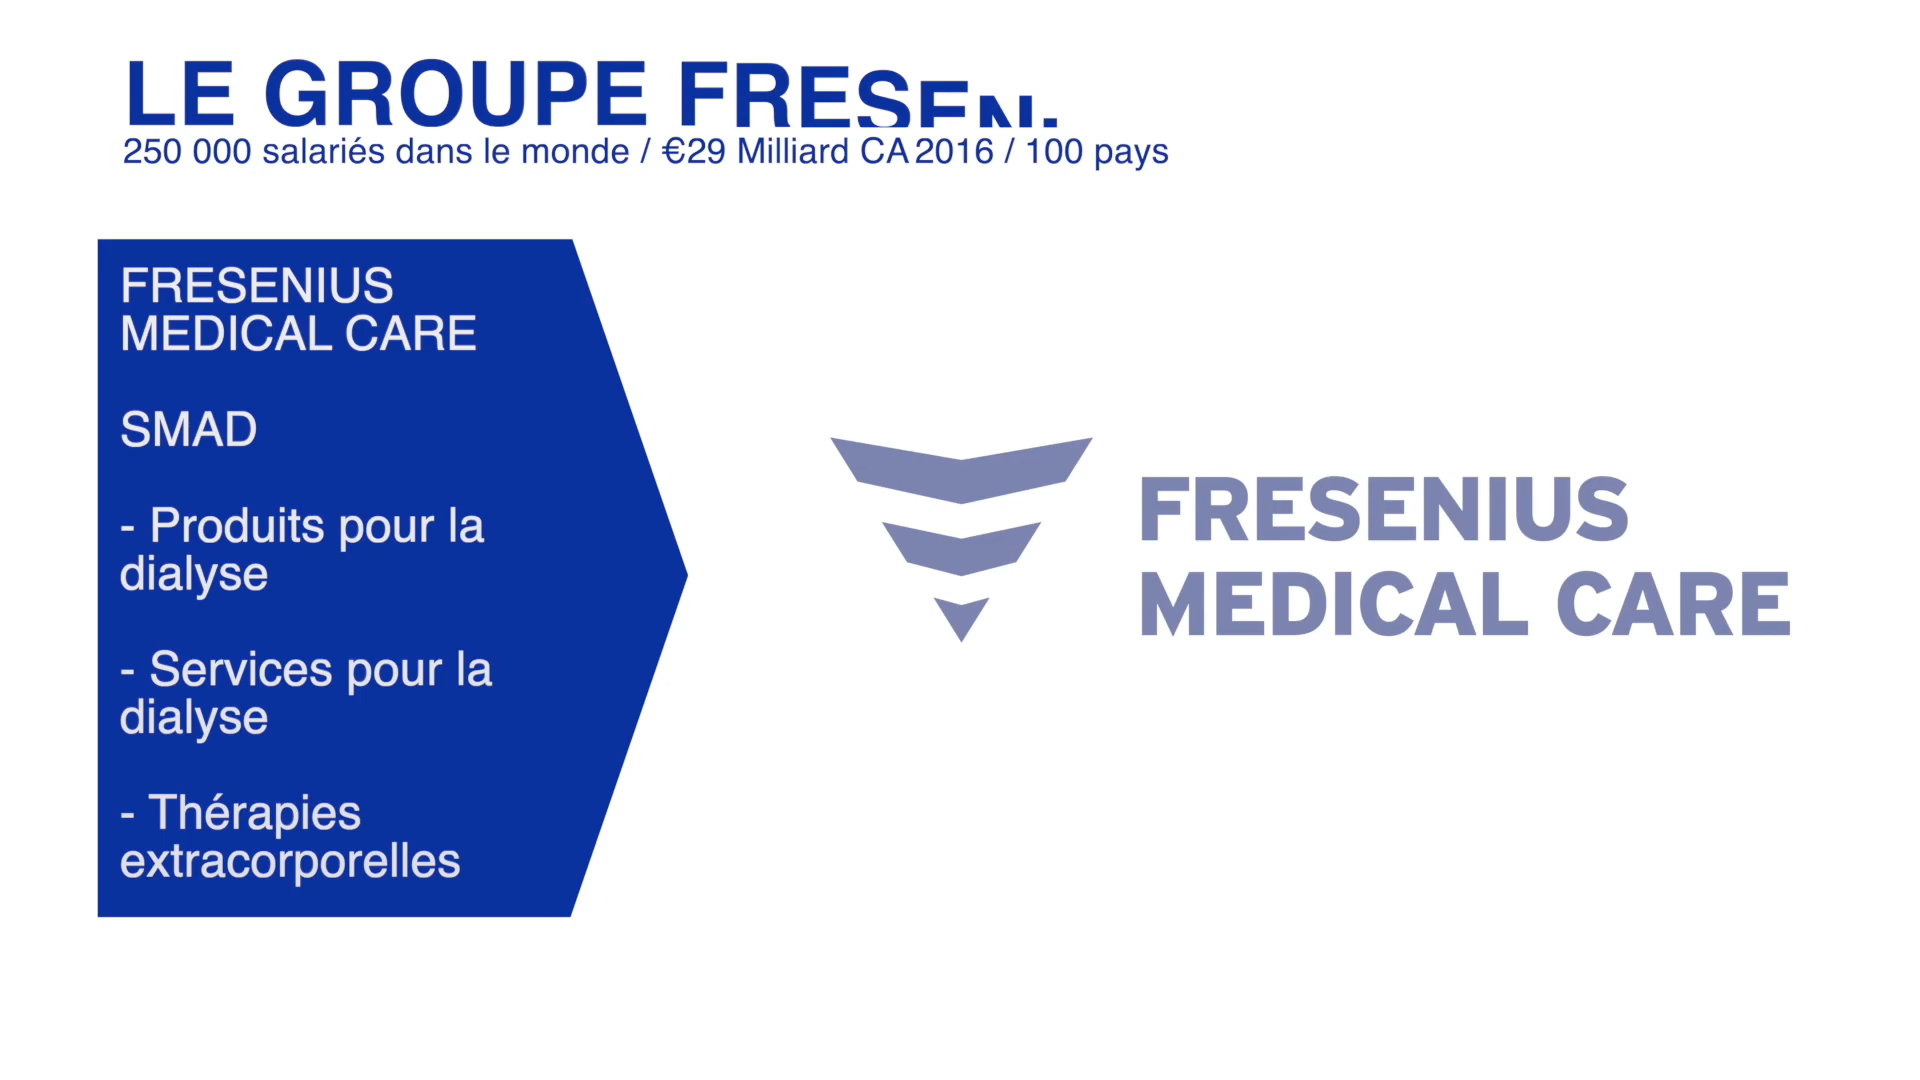 LE GROUPE FRESEN
250 000 salariés dans le monde / €29 Milliard CA 2016 / 100 pays
FRESENIUS
MEDICAL CARE
SMAD
- Produits pour la
dialyse
- Services pour la
dialyse
- Thérapies
extracorporelles
FRESENIUS
MEDICAL CARE